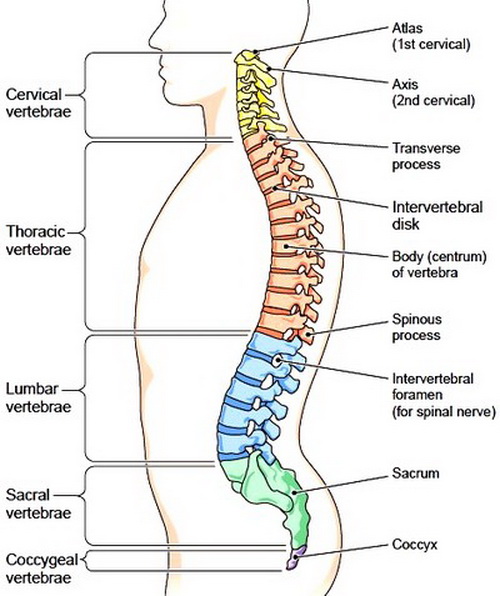 Atlas
(1st cervical)
Axis
(2nd cervical)
Cervical
vertebrae
Transverse
process
Intervertebral
disk
Thoracic
vertebrae
Body (centrum)
of vertebra
Spinous
process
Intervertebral
foramen
(for spinal nerve)
Lumbar
vertebrae
Sacrum
Sacral
vertebrae
Coccyx
Coccygeal
vertebrae